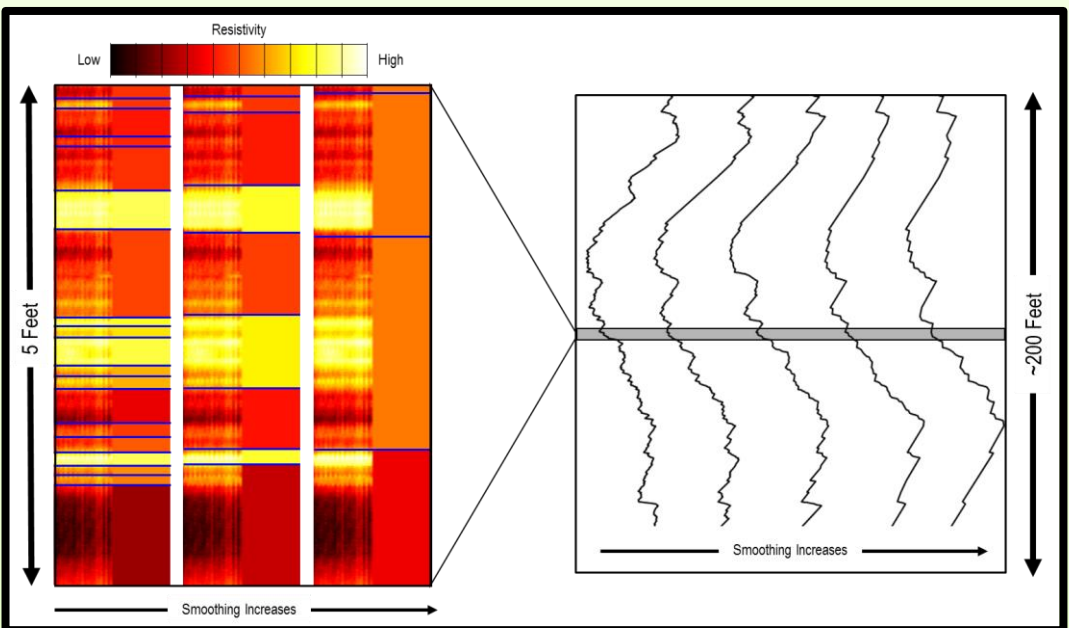 Resistivity
Low
High
5 Feet
Smoothing Increases
~200 Feet
Smoothing Increases